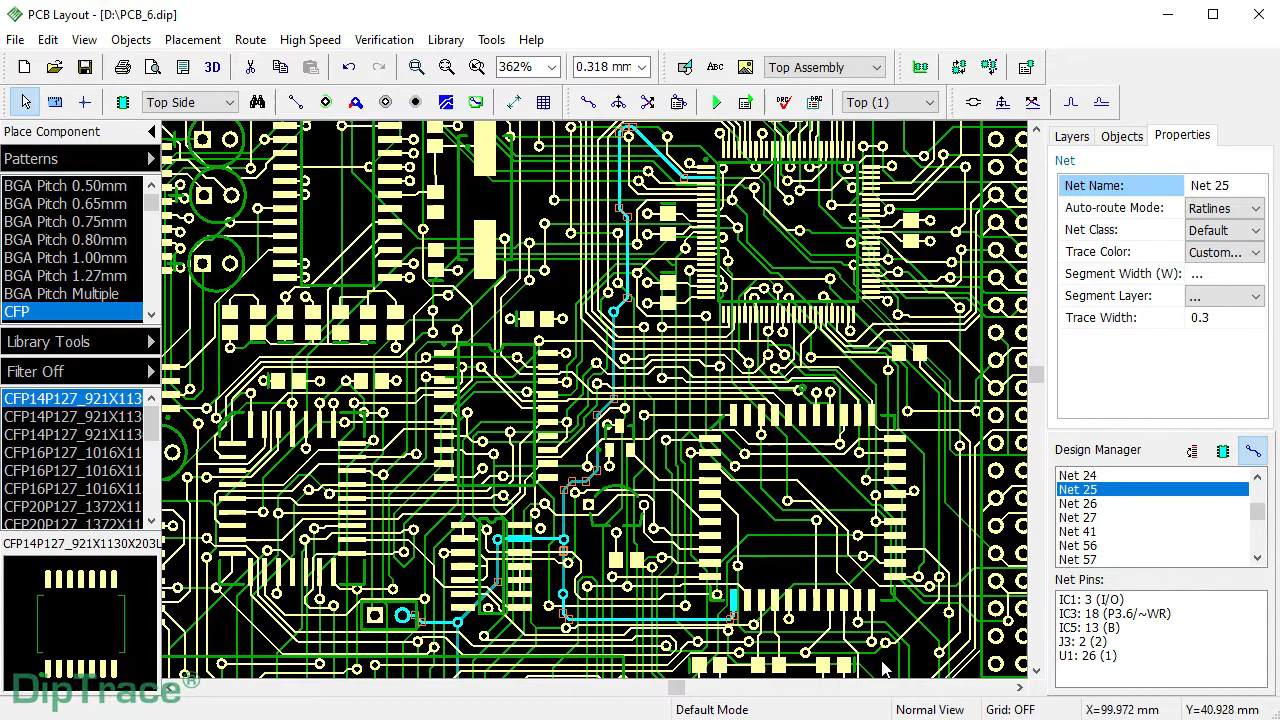 PCB Layout - [D:\PCB_6.dip]
File Edit View Objects Placement Route High Speed Verification Library Tools Help
3D 362% 0.318 mm ABC Top Assembly
Top Side Top (1)
Place Component
Patterns
BGA Pitch 0.50mm
BGA Pitch 0.65mm
BGA Pitch 0.75mm
BGA Pitch 0.80mm
BGA Pitch 1.00mm
BGA Pitch 1.27mm
BGA Pitch Multiple
CFP
Library Tools
Filter Off
CFP14P127_921X113
CFP14P127_921X113
CFP14P127_921X113
CFP16P127_1016X11
CFP16P127_1016X11
CFP20P127_1372X11
CFP20P127_1372X11
CFP14P127_921X1130X203L
DipTrace®
Layers Objects Properties
Net
Net Name: Net 25
Auto-route Mode: Ratlines
Net Class: Default
Trace Color: Custom...
Segment Width (W): ...
Segment Layer: ...
Trace Width: 0.3
Design Manager
Net 24
Net 25
Net 26
Net 27
Net 41
Net 56
Net 57
Net Pins:
IC1: 3 (I/O)
IC3: 18 (P3.6/~WR)
IC5: 13 (B)
J3: 2 (2)
U1: 26 (1)
Default Mode Normal View Grid: OFF X=99.972 mm Y=40.928 mm